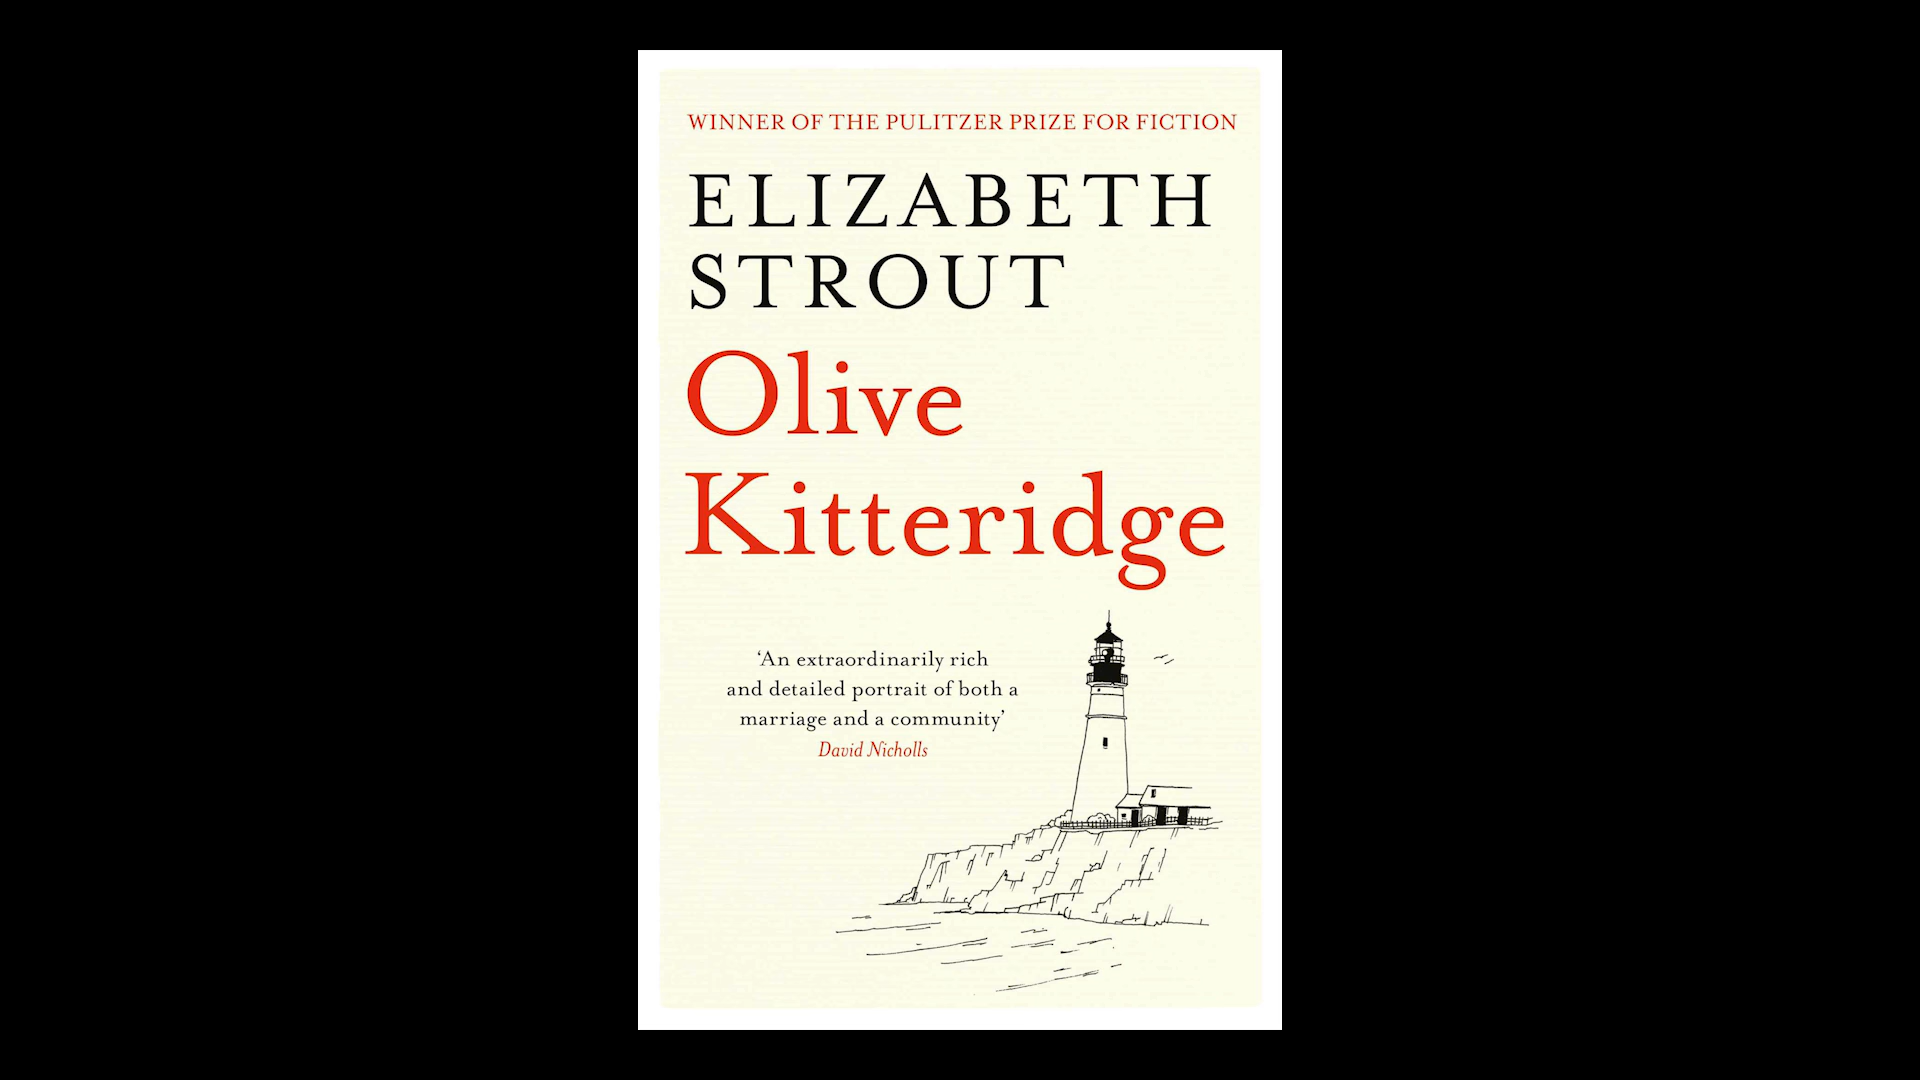 WINNER OF THE PULITZER PRIZE FOR FICTION
ELIZABETH
STROUT
Olive
Kitteridge
‘An extraordinarily rich
and detailed portrait of both a
marriage and a community’
David Nicholls